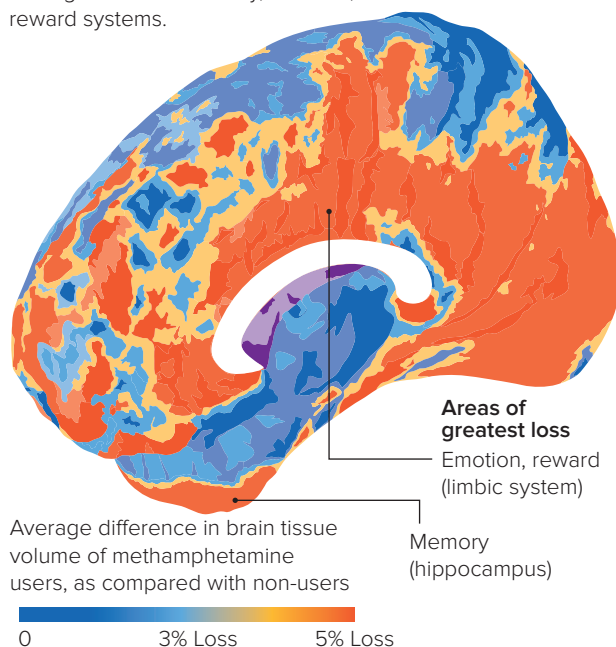 reward systems.
Areas of
greatest loss
Emotion, reward
(limbic system)
Memory
(hippocampus)
Average difference in brain tissue
volume of methamphetamine
users, as compared with non-users
0 3% Loss 5% Loss